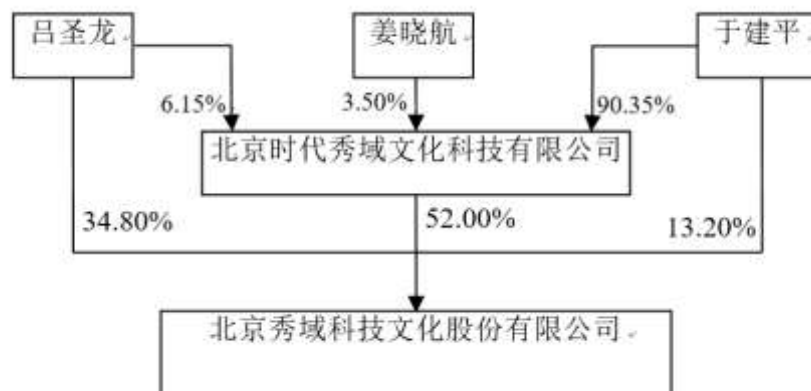 吕圣龙
姜晓航
于建平
6.15%
3.50%
90.35%
北京时代秀域文化科技有限公司
34.80%
52.00%
13.20%
北京秀域科技文化股份有限公司